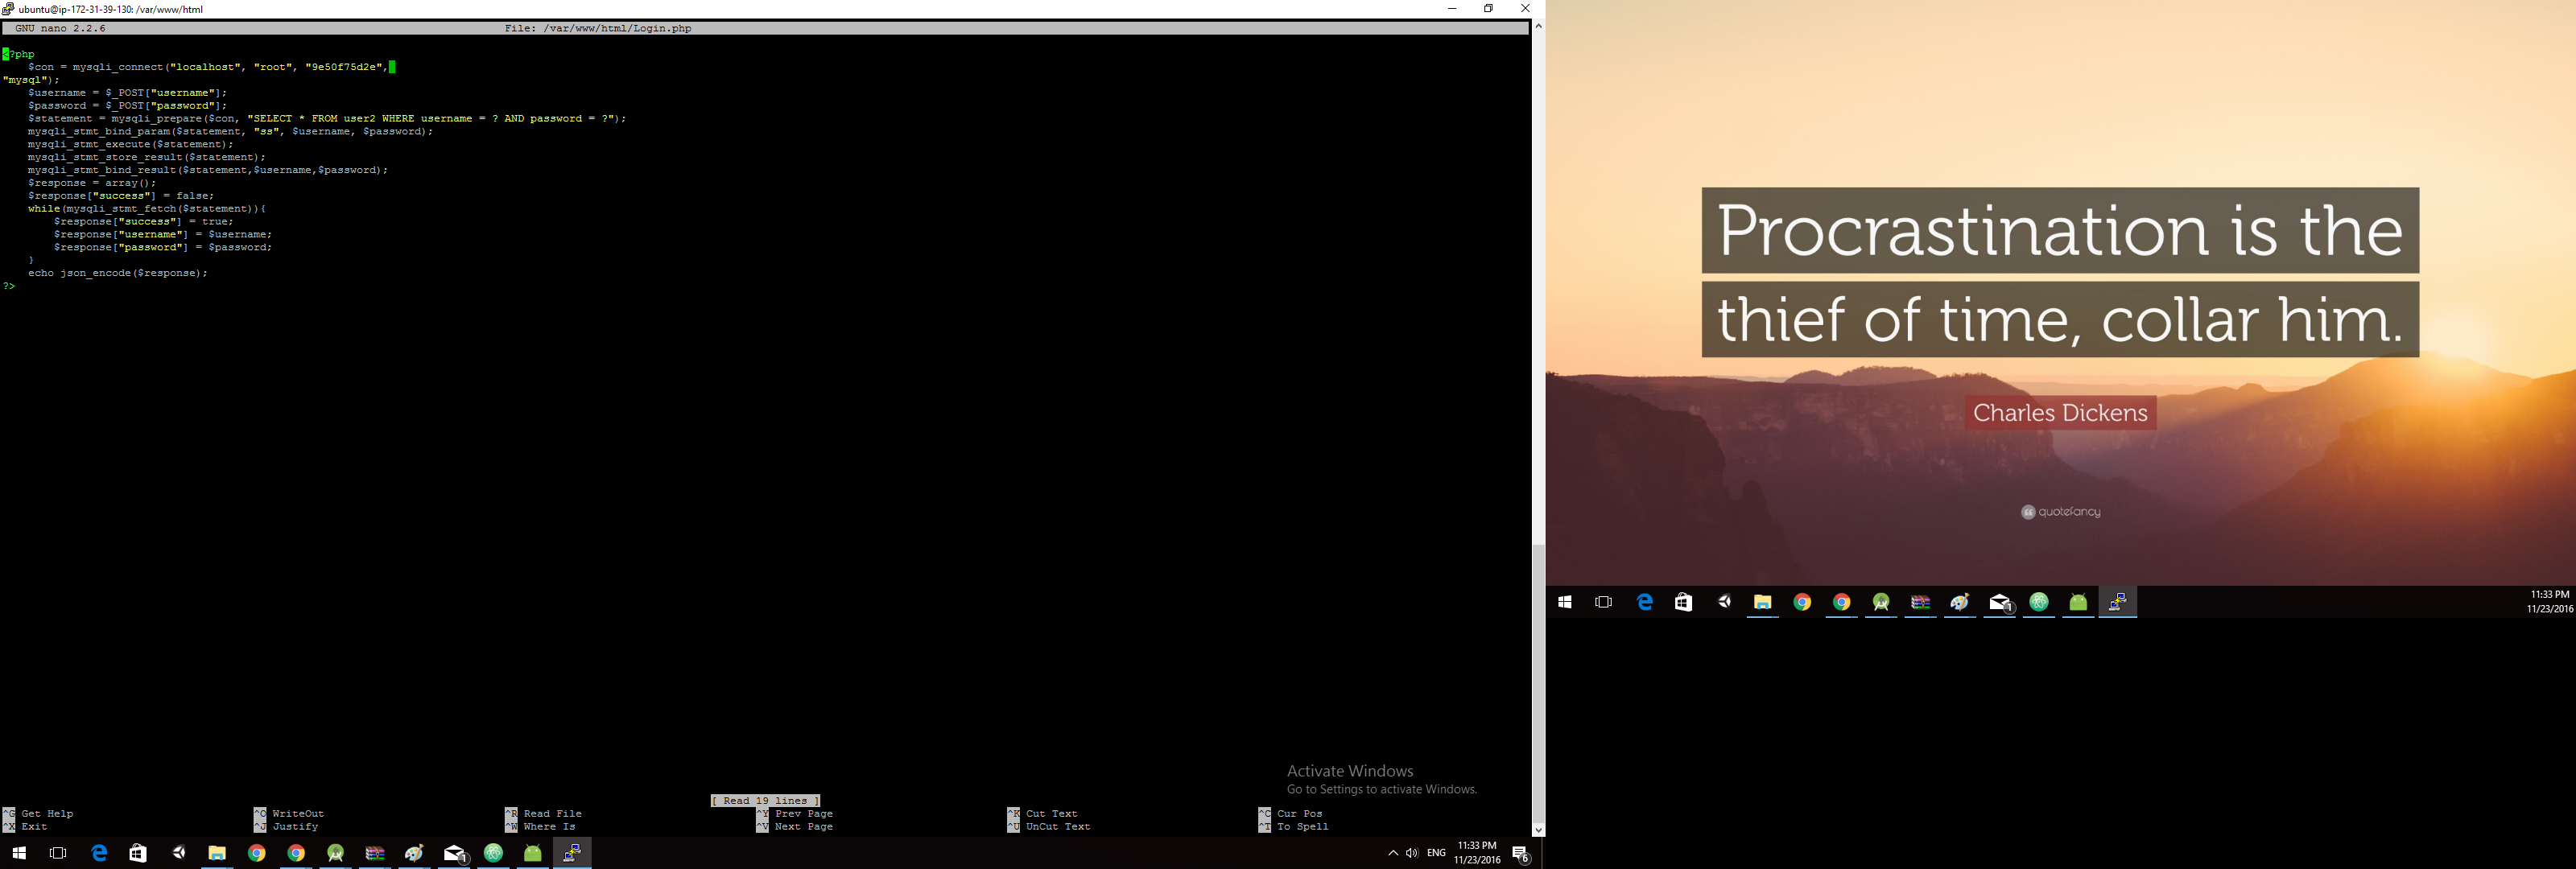 ubuntu@ip-172-31-39-130: /var/www/html
GNU nano 2.2.6 File: /var/www/html/Login.php
<?php
$con = mysqli_connect("localhost", "root", "9e50f75d2e",
"mysql");
$username = $_POST["username"];
$password = $_POST["password"];
$statement = mysqli_prepare($con, "SELECT * FROM user2 WHERE username = ? AND password = ?");
mysqli_stmt_bind_param($statement, "ss", $username, $password);
mysqli_stmt_execute($statement);
mysqli_stmt_store_result($statement);
mysqli_stmt_bind_result($statement,$username,$password);
$response = array();
$response["success"] = false;
while(mysqli_stmt_fetch($statement)){
$response["success"] = true;
$response["username"] = $username;
$response["password"] = $password;
}
echo json_encode($response);
?>
Activate Windows
Go to Settings to activate Windows.
[ Read 19 lines ]
^G Get Help ^O WriteOut ^R Read File ^Y Prev Page ^K Cut Text ^C Cur Pos
^X Exit ^J Justify ^W Where Is ^V Next Page ^U UnCut Text ^T To Spell
1
ENG
11:33 PM
11/23/2016
6
Procrastination is the
thief of time, collar him.
Charles Dickens
quotefancy
1
11:33 PM
11/23/2016